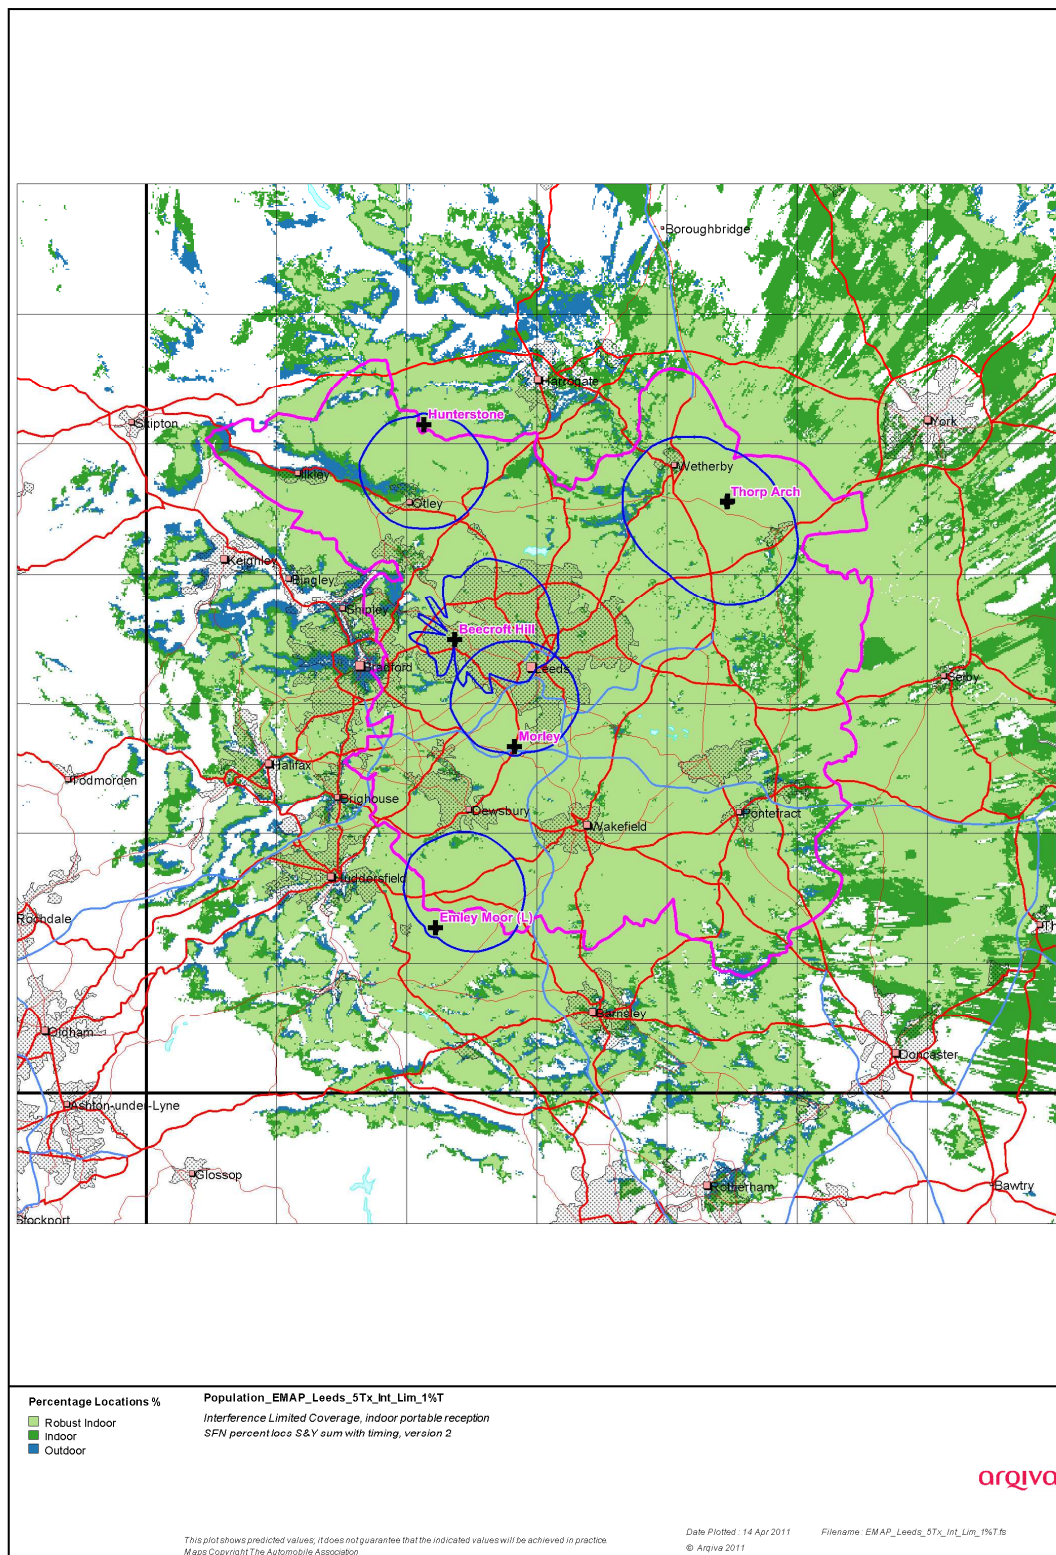 Boroughbridge
Harrogate
Hunterstone
Skipton
York
Wetherby
Ilkley
Thorp Arch
Otley
Keighley
Bingley
Shipley
Beecroft Hill
Bradford
Leeds
Selby
Morley
Halifax
Todmorden
Brighouse
Dewsbury
Pontefract
Wakefield
Huddersfield
Rochdale
Emley Moor (L)
TH
Barnsley
Oldham
Doncaster
Ashton-under-Lyne
Glossop
Rotherham
Bawtry
Stockport
Percentage Locations %
Robust Indoor
Indoor
Outdoor
Population_EMAP_Leeds_5Tx_Int_Lim_1%T
Interference Limited Coverage, indoor portable reception
SFN percent locs S&Y sum with timing, version 2
arqiva
This plot shows predicted values; it does not guarantee that the indicated values will be achieved in practice.
Maps Copyright The Automobile Association
Date Plotted : 14 Apr 2011
Filename : EMAP_Leeds_5Tx_Int_Lim_1%T.fs
© Arqiva 2011